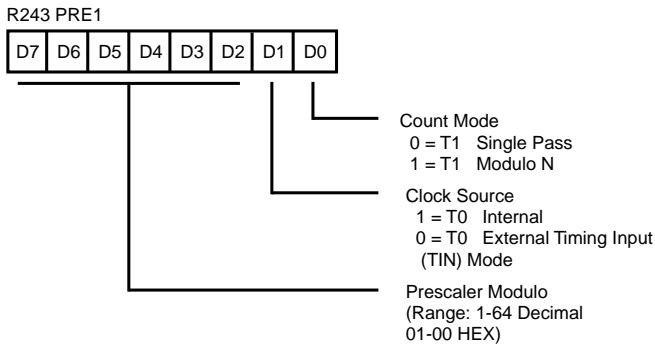 R243 PRE1
D7 D6 D5 D4 D3 D2 D1 D0
Count Mode
0 = T1 Single Pass
1 = T1 Modulo N
Clock Source
1 = T0 Internal
0 = T0 External Timing Input
(TIN) Mode
Prescaler Modulo
(Range: 1-64 Decimal
01-00 HEX)